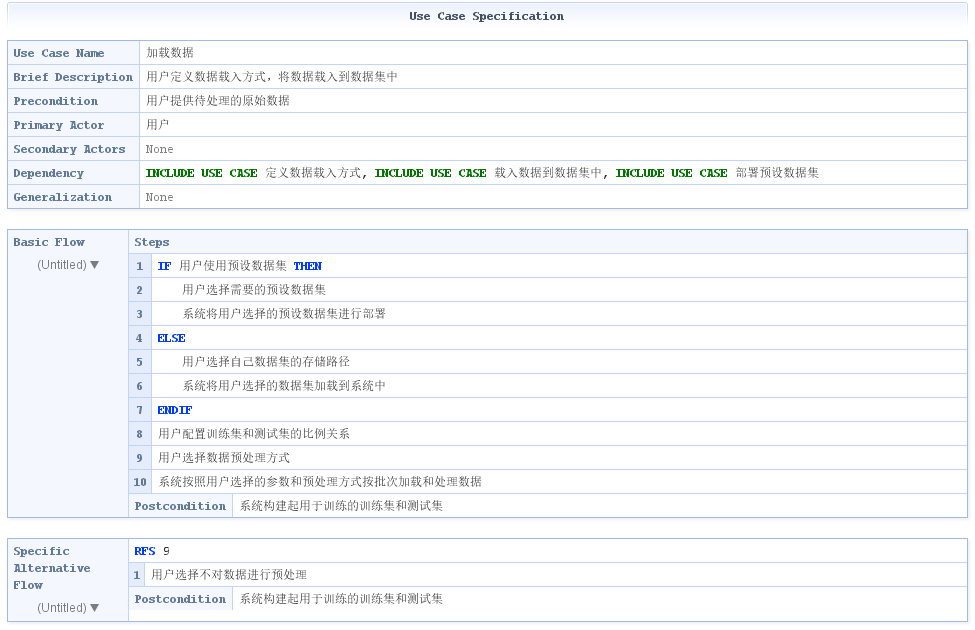 Use Case Specification
Use Case Name 加载数据
Brief Description 用户定义数据载入方式，将数据载入到数据集中
Precondition 用户提供待处理的原始数据
Primary Actor 用户
Secondary Actors None
Dependency INCLUDE USE CASE 定义数据载入方式, INCLUDE USE CASE 载入数据到数据集中, INCLUDE USE CASE 部署预设数据集
Generalization None
Basic Flow Steps
(Untitled) ▼
1 IF 用户使用预设数据集 THEN
2 用户选择需要的预设数据集
3 系统将用户选择的预设数据集进行部署
4 ELSE
5 用户选择自己数据集的存储路径
6 系统将用户选择的数据集加载到系统中
7 ENDIF
8 用户配置训练集和测试集的比例关系
9 用户选择数据预处理方式
10 系统按照用户选择的参数和预处理方式按批次加载和处理数据
Postcondition 系统构建起用于训练的训练集和测试集
Specific
Alternative
Flow
(Untitled) ▼
RFS 9
1 用户选择不对数据进行预处理
Postcondition 系统构建起用于训练的训练集和测试集